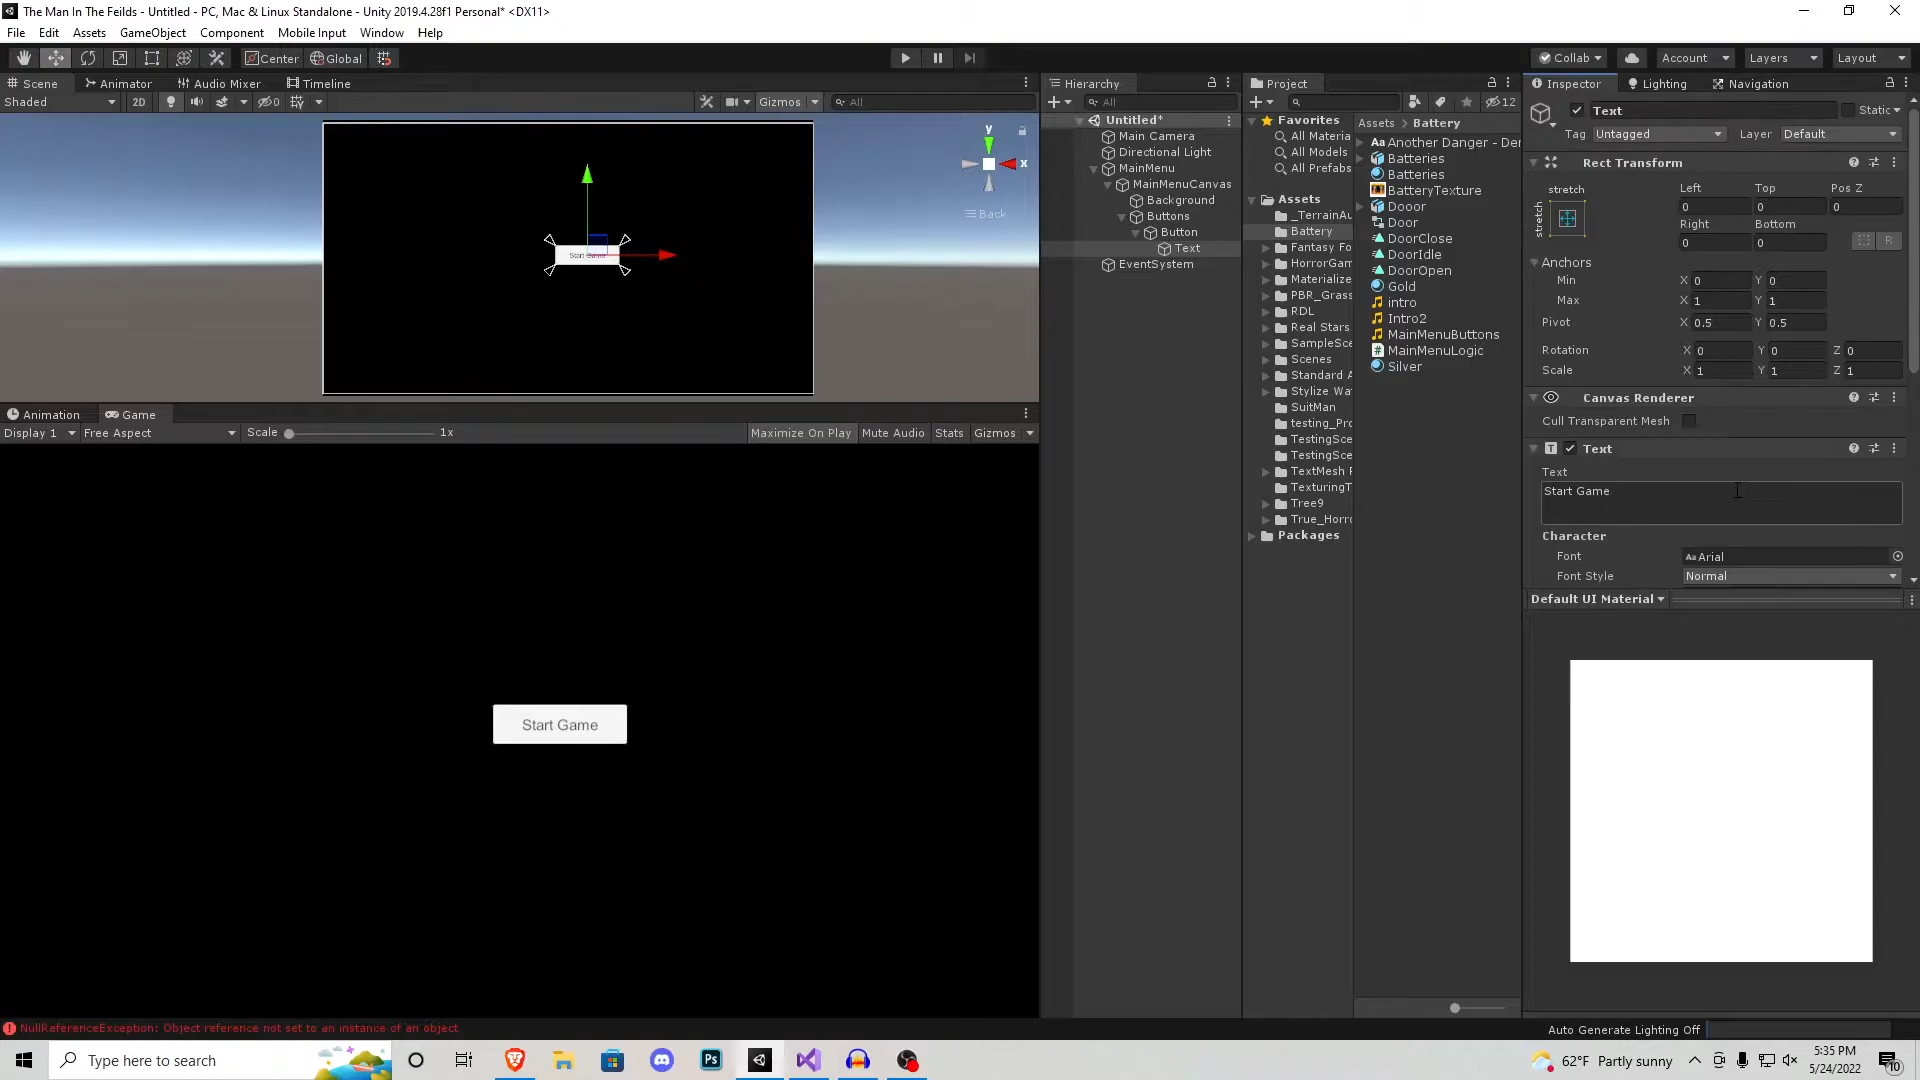 The Man In The Feilds - Untitled - PC, Mac & Linux Standalone - Unity 2019.4.28f1 Personal* <DX11>
File Edit Assets GameObject Component Mobile Input Window Help
Center Global
Collab Account Layers Layout
Scene Animator Audio Mixer Timeline
Shaded 2D 0 Gizmos All
y
x
Back
Start Game
Animation Game
Display 1 Free Aspect Scale 1x Maximize On Play Mute Audio Stats Gizmos
Start Game
Hierarchy
All
Untitled*
Main Camera
Directional Light
MainMenu
MainMenuCanvas
Background
Buttons
Button
Text
EventSystem
Project
12
Favorites
All Materia
All Models
All Prefabs
Assets
_TerrainAu
Battery
Fantasy Fo
HorrorGam
Materialize
PBR_Grass
RDL
Real Stars
SampleSce
Scenes
Standard A
Stylize Wa
SuitMan
testing_Pro
TestingSce
TestingSce
TextMesh P
TexturingT
Tree9
True_Horro
Packages
Assets > Battery
Another Danger - Der
Batteries
Batteries
BatteryTexture
Dooor
Door
DoorClose
DoorIdle
DoorOpen
Gold
intro
Intro2
MainMenuButtons
MainMenuLogic
Silver
Inspector Lighting Navigation
Text Static
Tag Untagged Layer Default
Rect Transform
stretch
stretch
Left Top Pos Z
0 0 0
Right Bottom
0 0 R
Anchors
Min X 0 Y 0
Max X 1 Y 1
Pivot X 0.5 Y 0.5
Rotation X 0 Y 0 Z 0
Scale X 1 Y 1 Z 1
Canvas Renderer
Cull Transparent Mesh
Text
Text
Start Game
Character
Font Arial
Font Style Normal
Default UI Material
NullReferenceException: Object reference not set to an instance of an object
Auto Generate Lighting Off
Type here to search
Ps
62°F Partly sunny
5:35 PM
5/24/2022
10